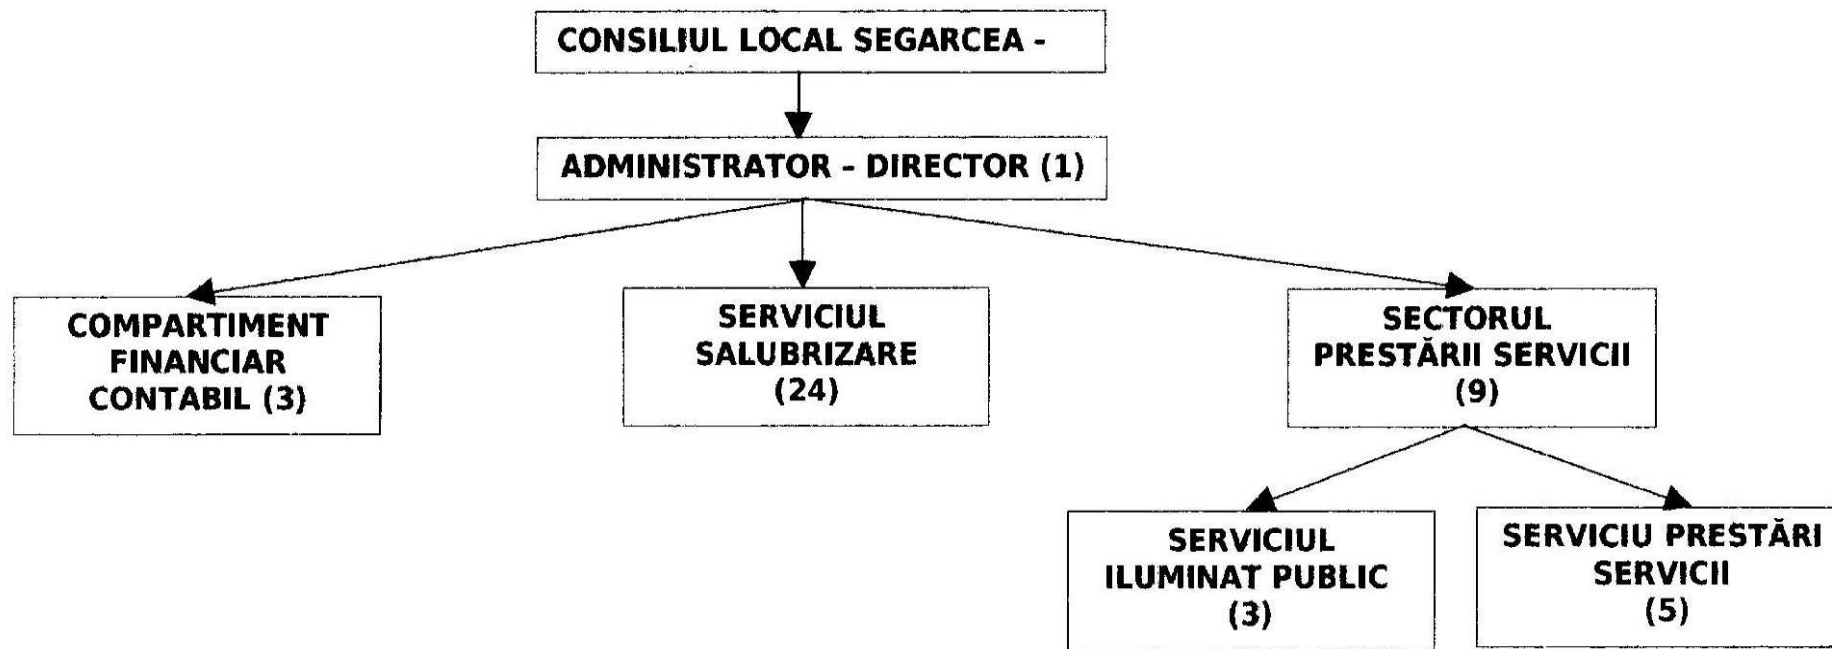 CONSILIUL LOCAL SEGARCEA -
ADMINISTRATOR – DIRECTOR (1)
COMPARTIMENT
FINANCIAR
CONTABIL (3)
SERVICIUL
SALUBRIZARE
(24)
SECTORUL
PRESTĂRII SERVICII
(9)
SERVICIUL
ILUMINAT PUBLIC
(3)
SERVICIU PRESTĂRI
SERVICII
(5)